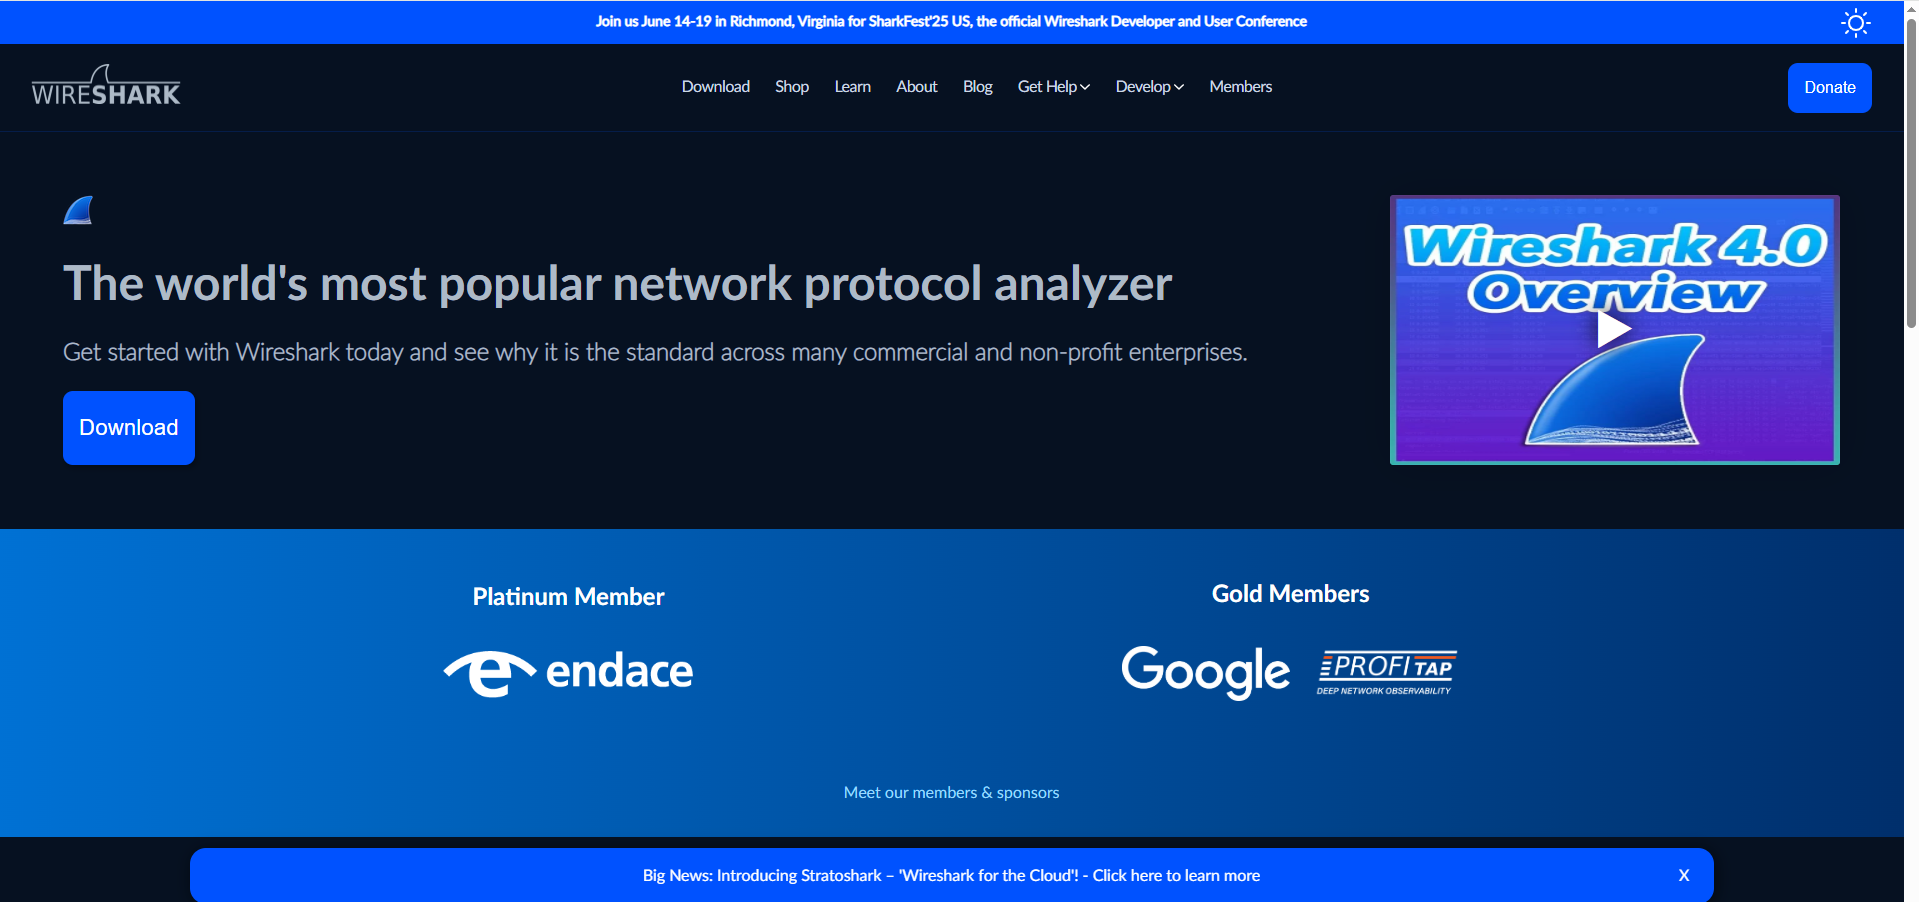 Join us June 14-19 in Richmond, Virginia for SharkFest'25 US, the official Wireshark Developer and User Conference
WIRESHARK
Download
Shop
Learn
About
Blog
Get Help
Develop
Members
Donate
The world's most popular network protocol analyzer
Get started with Wireshark today and see why it is the standard across many commercial and non-profit enterprises.
Download
Wireshark 4.0
Overview
Platinum Member
endace
Gold Members
Google
PROFITAP
DEEP NETWORK OBSERVABILITY
Meet our members & sponsors
Big News: Introducing Stratoshark – 'Wireshark for the Cloud'! - Click here to learn more
X